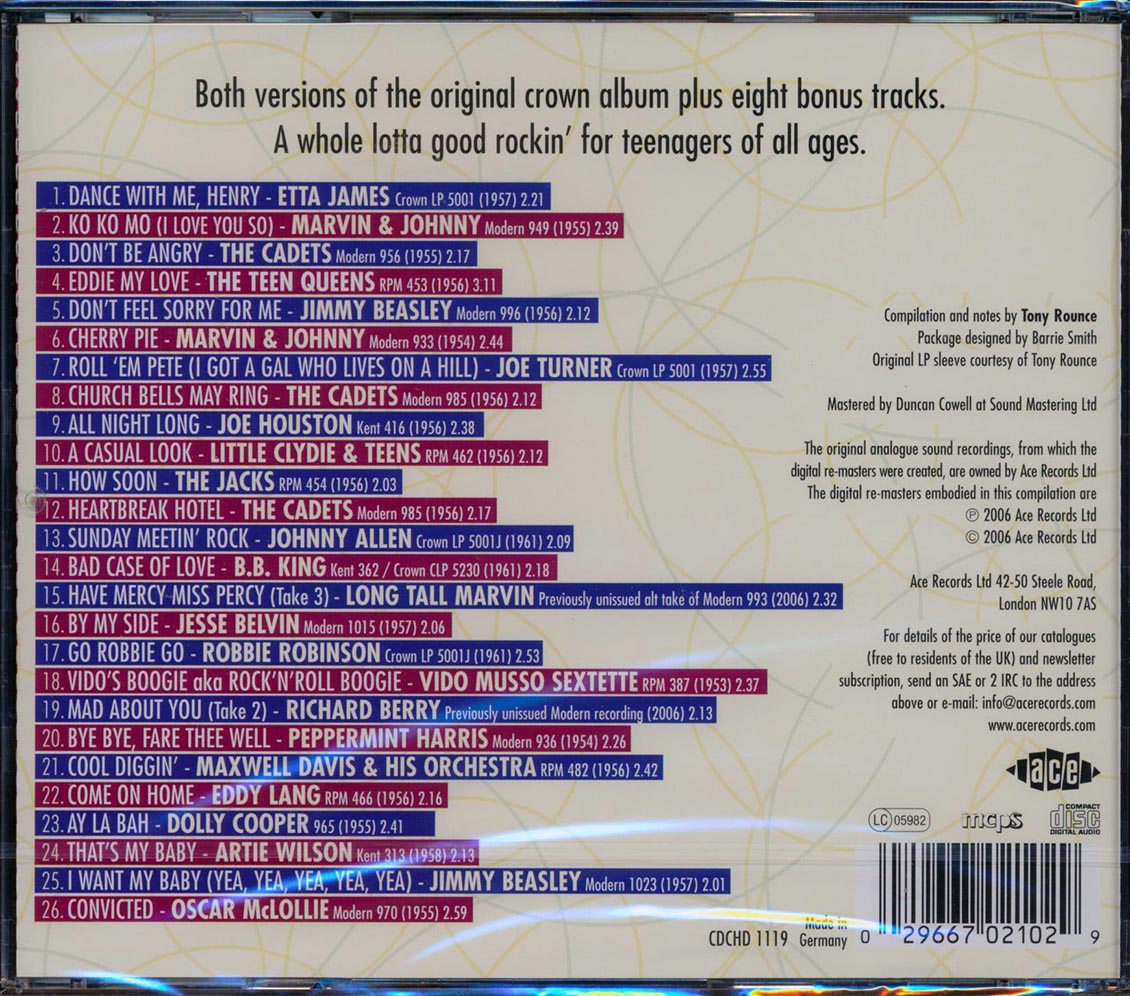 Both versions of the original crown album plus eight bonus tracks.
A whole lotta good rockin' for teenagers of all ages.
1. DANCE WITH ME, HENRY - ETTA JAMES Crown LP 5001 (1957) 2.21
2. KO KO MO (I LOVE YOU SO) - MARVIN & JOHNNY Modern 949 (1955) 2.39
3. DON'T BE ANGRY - THE CADETS Modern 956 (1955) 2.17
4. EDDIE MY LOVE - THE TEEN QUEENS RPM 453 (1956) 3.11
5. DON'T FEEL SORRY FOR ME - JIMMY BEASLEY Modern 996 (1956) 2.12
6. CHERRY PIE - MARVIN & JOHNNY Modern 933 (1954) 2.44
7. ROLL 'EM PETE (I GOT A GAL WHO LIVES ON A HILL) - JOE TURNER Crown LP 5001 (1957) 2.55
8. CHURCH BELLS MAY RING - THE CADETS Modern 985 (1956) 2.12
9. ALL NIGHT LONG - JOE HOUSTON Kent 416 (1956) 2.38
10. A CASUAL LOOK - LITTLE CLYDIE & TEENS RPM 462 (1956) 2.12
11. HOW SOON - THE JACKS RPM 454 (1956) 2.03
12. HEARTBREAK HOTEL - THE CADETS Modern 985 (1956) 2.17
13. SUNDAY MEETIN' ROCK - JOHNNY ALLEN Crown LP 5001J (1961) 2.09
14. BAD CASE OF LOVE - B.B. KING Kent 362 / Crown CLP 5230 (1961) 2.18
15. HAVE MERCY MISS PERCY (Take 3) - LONG TALL MARVIN Previously unissued alt take of Modern 993 (2006) 2.32
16. BY MY SIDE - JESSE BELVIN Modern 1015 (1957) 2.06
17. GO ROBBIE GO - ROBBIE ROBINSON Crown LP 5001J (1961) 2.53
18. VIDO'S BOOGIE aka ROCK'N'ROLL BOOGIE - VIDO MUSSO SEXTETTE RPM 387 (1953) 2.37
19. MAD ABOUT YOU (Take 2) - RICHARD BERRY Previously unissued Modern recording (2006) 2.13
20. BYE BYE, FARE THEE WELL - PEPPERMINT HARRIS Modern 936 (1954) 2.26
21. COOL DIGGIN' - MAXWELL DAVIS & HIS ORCHESTRA RPM 482 (1956) 2.42
22. COME ON HOME - EDDY LANG RPM 466 (1956) 2.16
23. AY LA BAH - DOLLY COOPER 965 (1955) 2.41
24. THAT'S MY BABY - ARTIE WILSON Kent 313 (1958) 2.13
25. I WANT MY BABY (YEA, YEA, YEA, YEA, YEA) - JIMMY BEASLEY Modern 1023 (1957) 2.01
26. CONVICTED - OSCAR McLOLLIE Modern 970 (1955) 2.59
Compilation and notes by Tony Rounce
Package designed by Barrie Smith
Original LP sleeve courtesy of Tony Rounce
Mastered by Duncan Cowell at Sound Mastering Ltd
The original analogue sound recordings, from which the
digital re-masters were created, are owned by Ace Records Ltd
The digital re-masters embodied in this compilation are
℗ 2006 Ace Records Ltd
© 2006 Ace Records Ltd
Ace Records Ltd 42-50 Steele Road,
London NW10 7AS
For details of the price of our catalogues
(free to residents of the UK) and newsletter
subscription, send an SAE or 2 IRC to the address
above or e-mail: info@acerecords.com
www.acerecords.com
ace
LC 05982
mcps
COMPACT
disc
DIGITAL AUDIO
CDCHD 1119
Made in
Germany
0 29667 02102 9